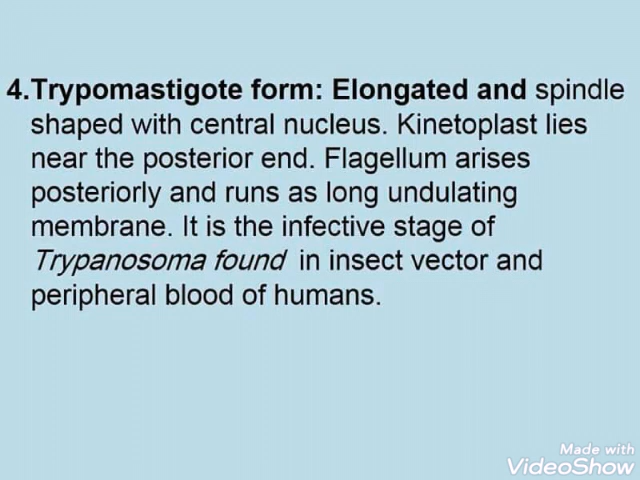 4.Trypomastigote form: Elongated and spindle
shaped with central nucleus. Kinetoplast lies
near the posterior end. Flagellum arises
posteriorly and runs as long undulating
membrane. It is the infective stage of
Trypanosoma found in insect vector and
peripheral blood of humans.
Made with
VideoShow